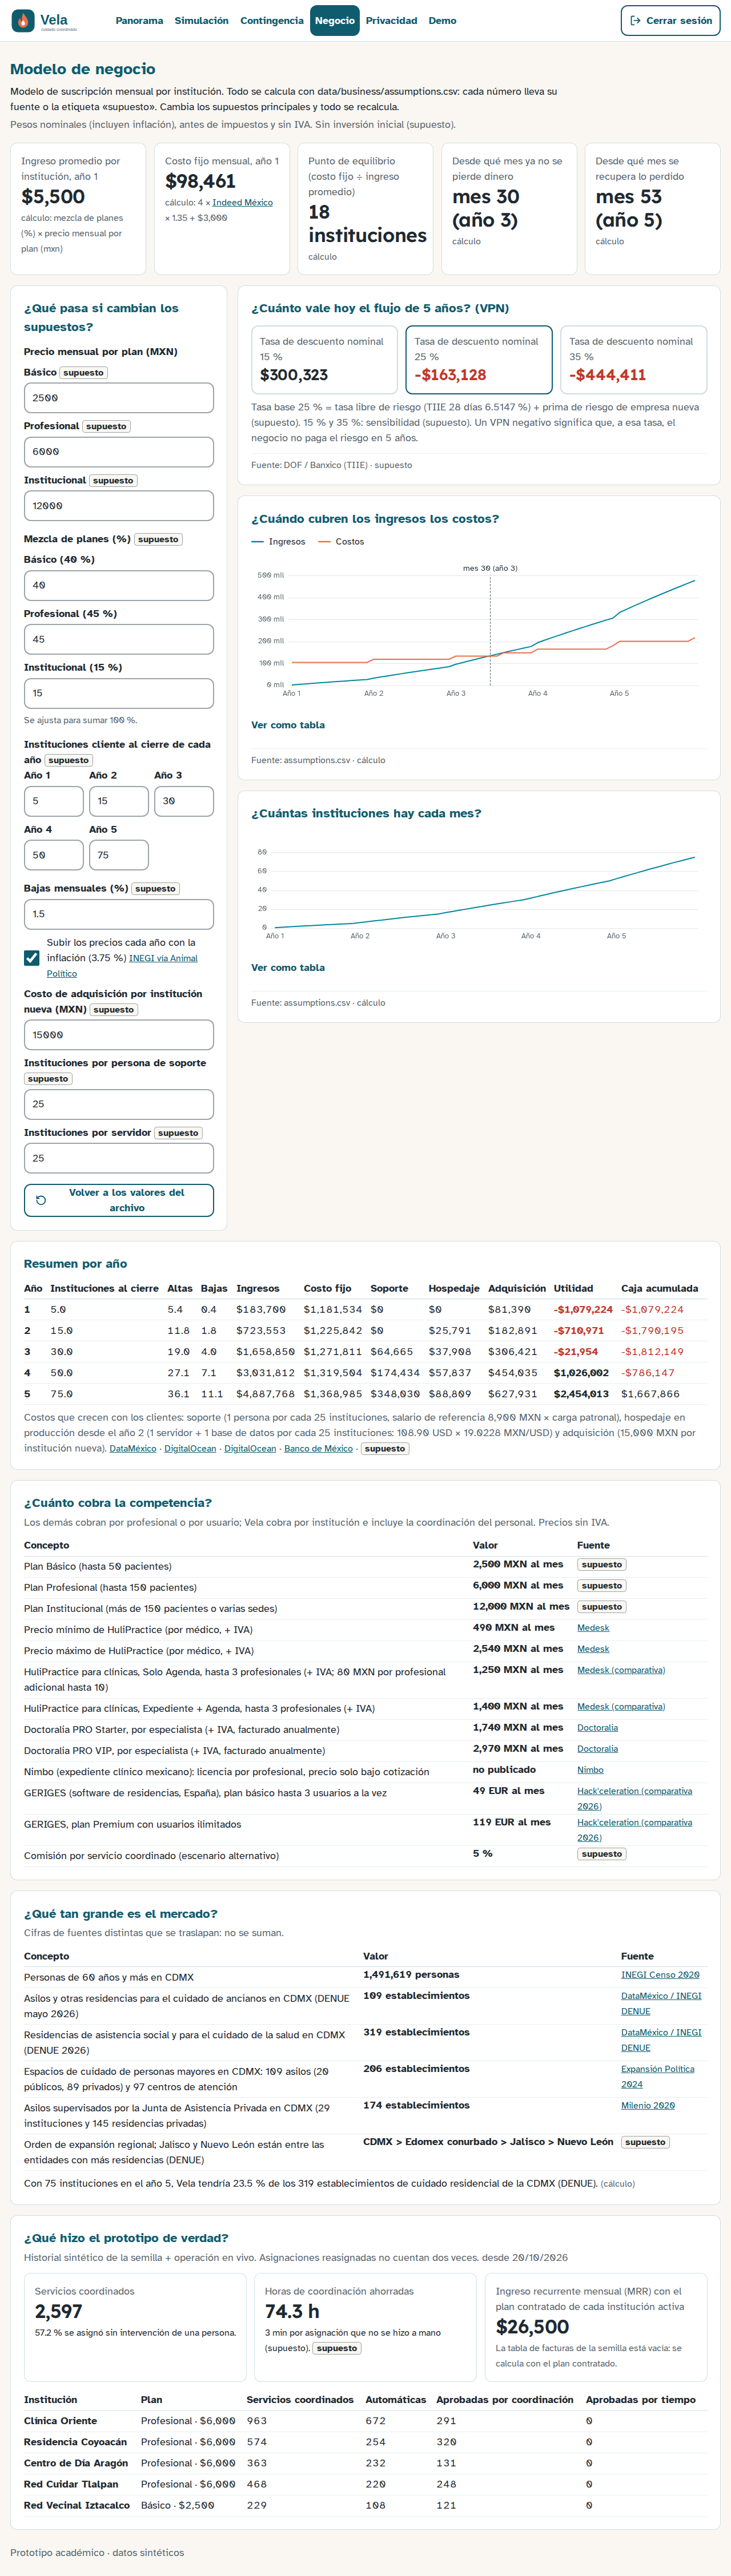 Vela
cuidado coordinado
Panorama
Simulación
Contingencia
Negocio
Privacidad
Demo
Cerrar sesión
Modelo de negocio
Modelo de suscripción mensual por institución. Todo se calcula con data/business/assumptions.csv: cada número lleva su
fuente o la etiqueta «supuesto». Cambia los supuestos principales y todo se recalcula.
Pesos nominales (incluyen inflación), antes de impuestos y sin IVA. Sin inversión inicial (supuesto).
Ingreso promedio por
institución, año 1
$5,500
cálculo: mezcla de planes
(%) × precio mensual por
plan (mxn)
Costo fijo mensual, año 1
$98,461
cálculo: 4 × Indeed México
× 1.35 + $3,000
Punto de equilibrio
(costo fijo ÷ ingreso
promedio)
18
instituciones
cálculo
Desde qué mes ya no se
pierde dinero
mes 30
(año 3)
cálculo
Desde qué mes se
recupera lo perdido
mes 53
(año 5)
cálculo
¿Qué pasa si cambian los
supuestos?
Precio mensual por plan (MXN)
Básico supuesto
2500
Profesional supuesto
6000
Institucional supuesto
12000
Mezcla de planes (%) supuesto
Básico (40 %)
40
Profesional (45 %)
45
Institucional (15 %)
15
Se ajusta para sumar 100 %.
Instituciones cliente al cierre de cada
año supuesto
Año 1 Año 2 Año 3
5 15 30
Año 4 Año 5
50 75
Bajas mensuales (%) supuesto
1.5
Subir los precios cada año con la
inflación (3.75 %) INEGI vía Animal
Político
Costo de adquisición por institución
nueva (MXN) supuesto
15000
Instituciones por persona de soporte
supuesto
25
Instituciones por servidor supuesto
25
Volver a los valores del
archivo
¿Cuánto vale hoy el flujo de 5 años? (VPN)
Tasa de descuento nominal
15 %
$300,323
Tasa de descuento nominal
25 %
-$163,128
Tasa de descuento nominal
35 %
-$444,411
Tasa base 25 % = tasa libre de riesgo (TIIE 28 días 6.5147 %) + prima de riesgo de empresa nueva
(supuesto). 15 % y 35 %: sensibilidad (supuesto). Un VPN negativo significa que, a esa tasa, el
negocio no paga el riesgo en 5 años.
Fuente: DOF / Banxico (TIIE) · supuesto
¿Cuándo cubren los ingresos los costos?
Ingresos Costos
mes 30 (año 3)
500 mil
400 mil
300 mil
200 mil
100 mil
0 mil
Año 1 Año 2 Año 3 Año 4 Año 5
Ver como tabla
Fuente: assumptions.csv · cálculo
¿Cuántas instituciones hay cada mes?
80
60
40
20
0
Año 1 Año 2 Año 3 Año 4 Año 5
Ver como tabla
Fuente: assumptions.csv · cálculo
Resumen por año
Año Instituciones al cierre Altas Bajas Ingresos Costo fijo Soporte Hospedaje Adquisición Utilidad Caja acumulada
1 5.0 5.4 0.4 $183,700 $1,181,534 $0 $0 $81,390 -$1,079,224 -$1,079,224
2 15.0 11.8 1.8 $723,553 $1,225,842 $0 $25,791 $182,891 -$710,971 -$1,790,195
3 30.0 19.0 4.0 $1,658,850 $1,271,811 $64,665 $37,908 $306,421 -$21,954 -$1,812,149
4 50.0 27.1 7.1 $3,031,812 $1,319,504 $174,434 $57,837 $454,035 $1,026,002 -$786,147
5 75.0 36.1 11.1 $4,887,768 $1,368,985 $348,030 $88,809 $627,931 $2,454,013 $1,667,866
Costos que crecen con los clientes: soporte (1 persona por cada 25 instituciones, salario de referencia 8,900 MXN × carga patronal), hospedaje en
producción desde el año 2 (1 servidor + 1 base de datos por cada 25 instituciones: 108.90 USD × 19.0228 MXN/USD) y adquisición (15,000 MXN por
institución nueva). DataMéxico · DigitalOcean · DigitalOcean · Banco de México · supuesto
¿Cuánto cobra la competencia?
Los demás cobran por profesional o por usuario; Vela cobra por institución e incluye la coordinación del personal. Precios sin IVA.
Concepto Valor Fuente
Plan Básico (hasta 50 pacientes) 2,500 MXN al mes supuesto
Plan Profesional (hasta 150 pacientes) 6,000 MXN al mes supuesto
Plan Institucional (más de 150 pacientes o varias sedes) 12,000 MXN al mes supuesto
Precio mínimo de HuliPractice (por médico, + IVA) 490 MXN al mes Medesk
Precio máximo de HuliPractice (por médico, + IVA) 2,540 MXN al mes Medesk
HuliPractice para clínicas, Solo Agenda, hasta 3 profesionales (+ IVA; 80 MXN por profesional
adicional hasta 10) 1,250 MXN al mes Medesk (comparativa)
HuliPractice para clínicas, Expediente + Agenda, hasta 3 profesionales (+ IVA) 1,400 MXN al mes Medesk (comparativa)
Doctoralia PRO Starter, por especialista (+ IVA, facturado anualmente) 1,740 MXN al mes Doctoralia
Doctoralia PRO VIP, por especialista (+ IVA, facturado anualmente) 2,970 MXN al mes Doctoralia
Nimbo (expediente clínico mexicano): licencia por profesional, precio solo bajo cotización no publicado Nimbo
GERIGES (software de residencias, España), plan básico hasta 3 usuarios a la vez 49 EUR al mes Hack'celeration (comparativa
2026)
GERIGES, plan Premium con usuarios ilimitados 119 EUR al mes Hack'celeration (comparativa
2026)
Comisión por servicio coordinado (escenario alternativo) 5 % supuesto
¿Qué tan grande es el mercado?
Cifras de fuentes distintas que se traslapan: no se suman.
Concepto Valor Fuente
Personas de 60 años y más en CDMX 1,491,619 personas INEGI Censo 2020
Asilos y otras residencias para el cuidado de ancianos en CDMX (DENUE
mayo 2026) 109 establecimientos DataMéxico / INEGI
DENUE
Residencias de asistencia social y para el cuidado de la salud en CDMX
(DENUE 2026) 319 establecimientos DataMéxico / INEGI
DENUE
Espacios de cuidado de personas mayores en CDMX: 109 asilos (20
públicos, 89 privados) y 97 centros de atención 206 establecimientos Expansión Política
2024
Asilos supervisados por la Junta de Asistencia Privada en CDMX (29
instituciones y 145 residencias privadas) 174 establecimientos Milenio 2020
Orden de expansión regional; Jalisco y Nuevo León están entre las
entidades con más residencias (DENUE) CDMX > Edomex conurbado > Jalisco > Nuevo León supuesto
Con 75 instituciones en el año 5, Vela tendría 23.5 % de los 319 establecimientos de cuidado residencial de la CDMX (DENUE). (cálculo)
¿Qué hizo el prototipo de verdad?
Historial sintético de la semilla + operación en vivo. Asignaciones reasignadas no cuentan dos veces. desde 20/10/2026
Servicios coordinados
2,597
57.2 % se asignó sin intervención de una persona.
Horas de coordinación ahorradas
74.3 h
3 min por asignación que no se hizo a mano
(supuesto). supuesto
Ingreso recurrente mensual (MRR) con el
plan contratado de cada institución activa
$26,500
La tabla de facturas de la semilla está vacía: se
calcula con el plan contratado.
Institución Plan Servicios coordinados Automáticas Aprobadas por coordinación Aprobadas por tiempo
Clínica Oriente Profesional · $6,000 963 672 291 0
Residencia Coyoacán Profesional · $6,000 574 254 320 0
Centro de Día Aragón Profesional · $6,000 363 232 131 0
Red Cuidar Tlalpan Profesional · $6,000 468 220 248 0
Red Vecinal Iztacalco Básico · $2,500 229 108 121 0
Prototipo académico · datos sintéticos